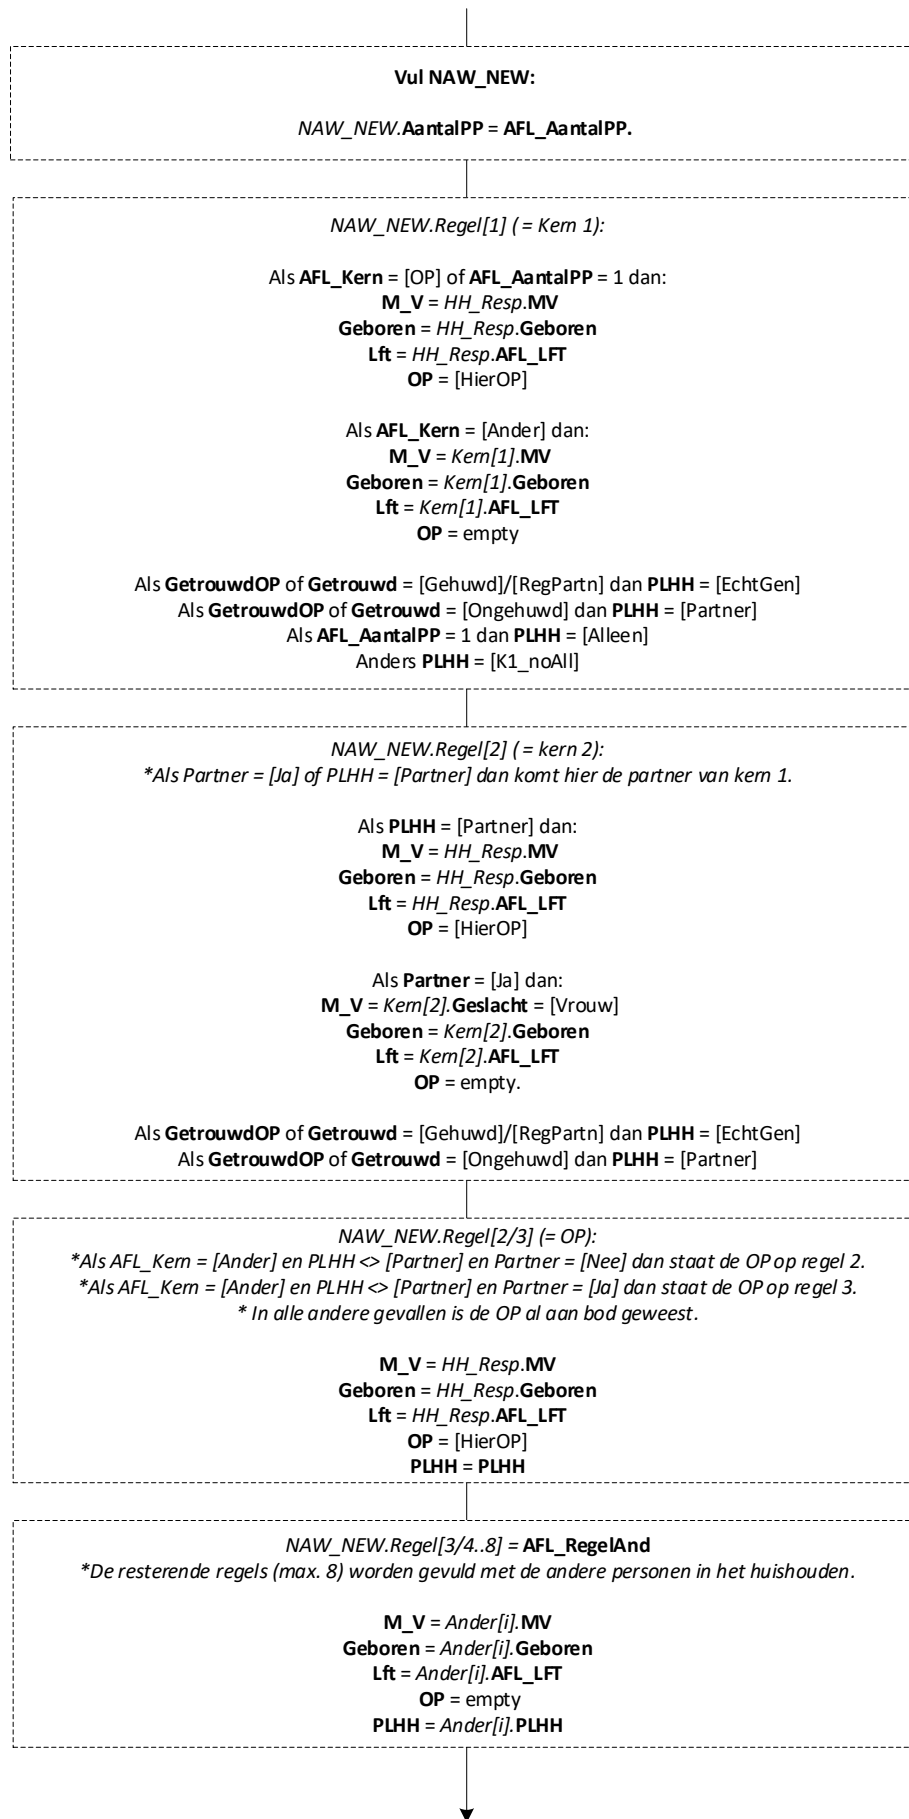 Vul NAW_NEW:
NAW_NEW.AantalPP = AFL_AantalPP.
NAW_NEW.Regel[1] ( = Kern 1):
Als AFL_Kern = [OP] of AFL_AantalPP = 1 dan:
M_V = HH_Resp.MV
Geboren = HH_Resp.Geboren
Lft = HH_Resp.AFL_LFT
OP = [HierOP]
Als AFL_Kern = [Ander] dan:
M_V = Kern[1].MV
Geboren = Kern[1].Geboren
Lft = Kern[1].AFL_LFT
OP = empty
Als GetrouwdOP of Getrouwd = [Gehuwd]/[RegPartn] dan PLHH = [EchtGen]
Als GetrouwdOP of Getrouwd = [Ongehuwd] dan PLHH = [Partner]
Als AFL_AantalPP = 1 dan PLHH = [Alleen]
Anders PLHH = [K1_noAll]
NAW_NEW.Regel[2] ( = kern 2):
*Als Partner = [Ja] of PLHH = [Partner] dan komt hier de partner van kern 1.
Als PLHH = [Partner] dan:
M_V = HH_Resp.MV
Geboren = HH_Resp.Geboren
Lft = HH_Resp.AFL_LFT
OP = [HierOP]
Als Partner = [Ja] dan:
M_V = Kern[2].Geslacht = [Vrouw]
Geboren = Kern[2].Geboren
Lft = Kern[2].AFL_LFT
OP = empty.
Als GetrouwdOP of Getrouwd = [Gehuwd]/[RegPartn] dan PLHH = [EchtGen]
Als GetrouwdOP of Getrouwd = [Ongehuwd] dan PLHH = [Partner]
NAW_NEW.Regel[2/3] (= OP):
*Als AFL_Kern = [Ander] en PLHH <> [Partner] en Partner = [Nee] dan staat de OP op regel 2.
*Als AFL_Kern = [Ander] en PLHH <> [Partner] en Partner = [Ja] dan staat de OP op regel 3.
* In alle andere gevallen is de OP al aan bod geweest.
M_V = HH_Resp.MV
Geboren = HH_Resp.Geboren
Lft = HH_Resp.AFL_LFT
OP = [HierOP]
PLHH = PLHH
NAW_NEW.Regel[3/4..8] = AFL_RegelAnd
*De resterende regels (max. 8) worden gevuld met de andere personen in het huishouden.
M_V = Ander[i].MV
Geboren = Ander[i].Geboren
Lft = Ander[i].AFL_LFT
OP = empty
PLHH = Ander[i].PLHH